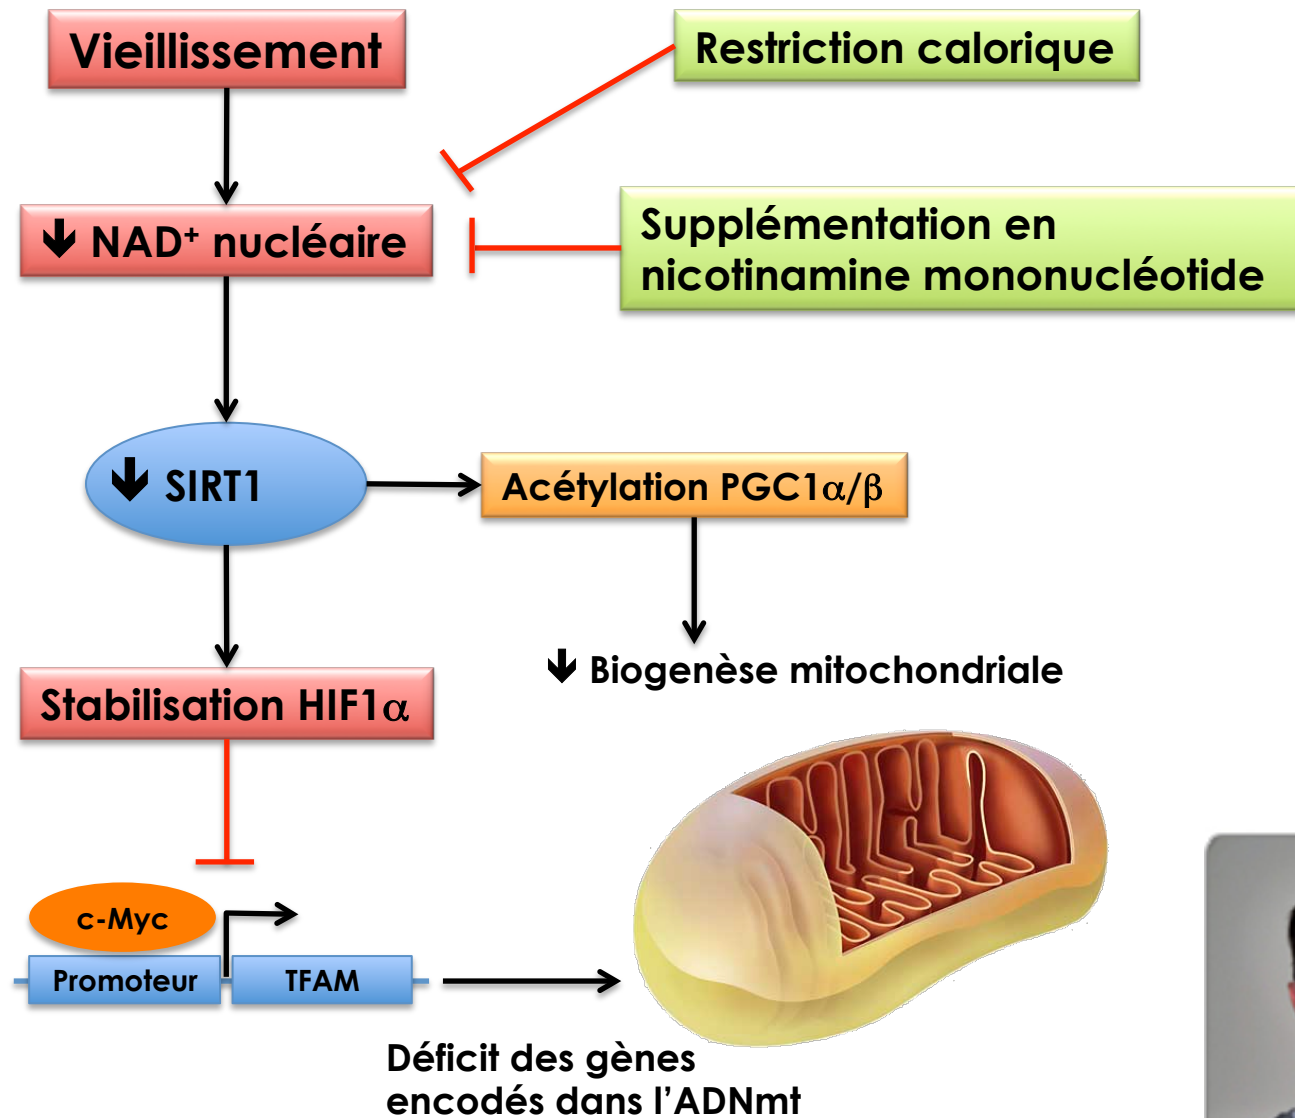 Vieillissement
Restriction calorique
🡻 NAD⁺ nucléaire
Supplémentation en
nicotinamine mononucléotide
🡻 SIRT1
Acétylation PGC1α/β
🡻 Biogenèse mitochondriale
Stabilisation HIF1α
c-Myc
Promoteur
TFAM
Déficit des gènes
encodés dans l’ADNmt